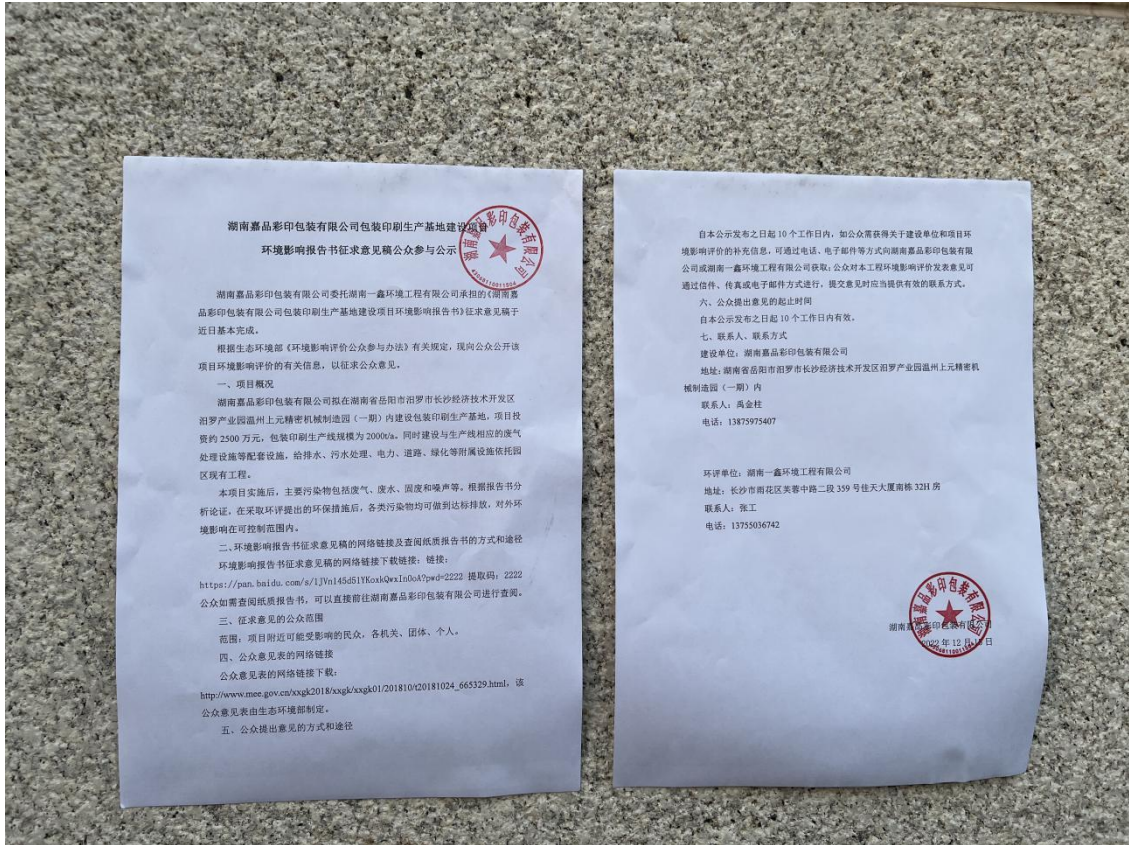 湖南嘉品彩印包装有限公司包装印刷生产基地建设项目
环境影响报告书征求意见稿公众参与公示
湖南嘉品彩印包装有限公司
湖南嘉品彩印包装有限公司委托湖南一鑫环境工程有限公司承担的《湖南嘉
品彩印包装有限公司包装印刷生产基地建设项目环境影响报告书》征求意见稿于
近日基本完成。
根据生态环境部《环境影响评价公众参与办法》有关规定，现向公众公开该
项目环境影响评价的有关信息，以征求公众意见。
一、项目概况
湖南嘉品彩印包装有限公司拟在湖南省岳阳市汨罗市长沙经济技术开发区
汨罗产业园温州上元精密机械制造园（一期）内建设包装印刷生产基地，项目投
资约 2500 万元，包装印刷生产线规模为 2000t/a。同时建设与生产线相应的废气
处理设施等配套设施，给排水、污水处理、电力、道路、绿化等附属设施依托园
区现有工程。
本项目实施后，主要污染物包括废气、废水、固废和噪声等。根据报告书分
析论证，在采取环评提出的环保措施后，各类污染物均可做到达标排放，对外环
境影响在可控制范围内。
二、环境影响报告书征求意见稿的网络链接及查阅纸质报告书的方式和途径
环境影响报告书征求意见稿的网络链接下载链接：链接：
https://pan.baidu.com/s/1JVn145d51YKoxkQwxIn0oA?pwd=2222 提取码：2222
公众如需查阅纸质报告书，可以直接前往湖南嘉品彩印包装有限公司进行查阅。
三、征求意见的公众范围
范围：项目附近可能受影响的民众，各机关、团体、个人。
四、公众意见表的网络链接
公众意见表的网络链接下载：
http://www.mee.gov.cn/xxgk2018/xxgk/xxgk01/201810/t20181024_665329.html，该
公众意见表由生态环境部制定。
五、公众提出意见的方式和途径
自本公示发布之日起 10 个工作日内，如公众需获得关于建设单位和项目环
境影响评价的补充信息，可通过电话、电子邮件等方式向湖南嘉品彩印包装有限
公司或湖南一鑫环境工程有限公司获取；公众对本工程环境影响评价发表意见可
通过信件、传真或电子邮件方式进行，提交意见时应当提供有效的联系方式。
六、公众提出意见的起止时间
自本公示发布之日起 10 个工作日内有效。
七、联系人、联系方式
建设单位：湖南嘉品彩印包装有限公司
地址：湖南省岳阳市汨罗市长沙经济技术开发区汨罗产业园温州上元精密机
械制造园（一期）内
联系人：禹金柱
电话：13875975407
环评单位：湖南一鑫环境工程有限公司
地址：长沙市雨花区芙蓉中路二段 359 号佳天大厦南栋 32H 房
联系人：张工
电话：13755036742
湖南嘉品彩印包装有限公司
2022 年 12 月 15 日
湖南嘉品彩印包装有限公司